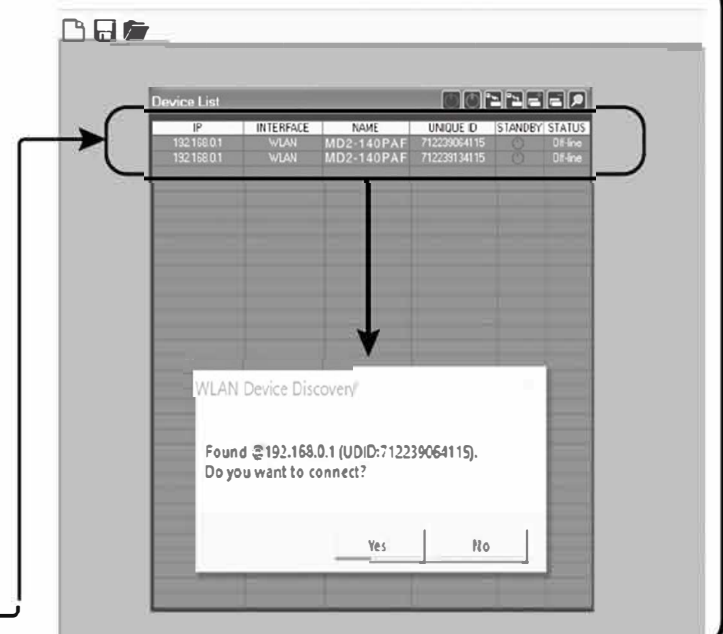 Device List
IP INTERFACE NAME UNIQUE ID STANDBY STATUS
192.168.0.1 WLAN MD2-140PAF 712239064115 Off-line
192.168.0.1 WLAN MD2-140PAF 712239134115 Off-line
WLAN Device Discovery
Found @192.168.0.1 (UDID:712239064115).
Do you want to connect?
Yes No